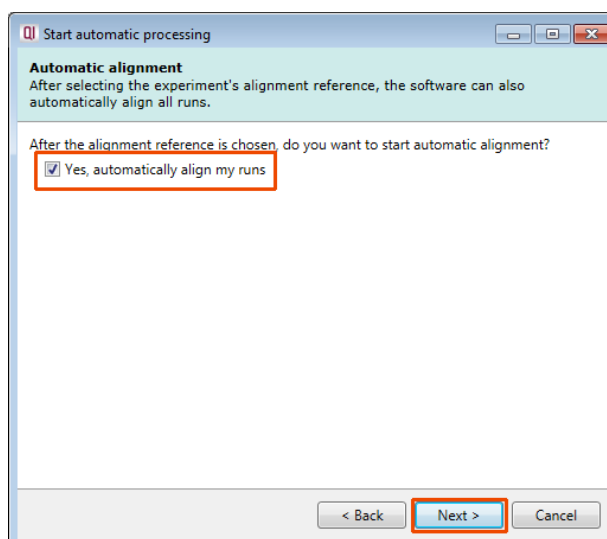 QI Start automatic processing
Automatic alignment
After selecting the experiment's alignment reference, the software can also
automatically align all runs.
After the alignment reference is chosen, do you want to start automatic alignment?
Yes, automatically align my runs
< Back Next > Cancel